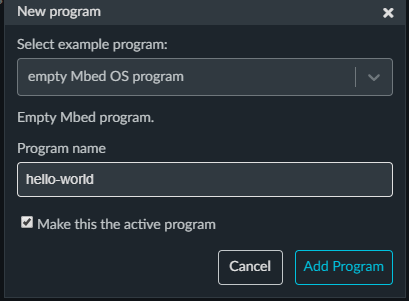 New program
Select example program:
empty Mbed OS program
Empty Mbed program.
Program name
hello-world
Make this the active program
Cancel
Add Program